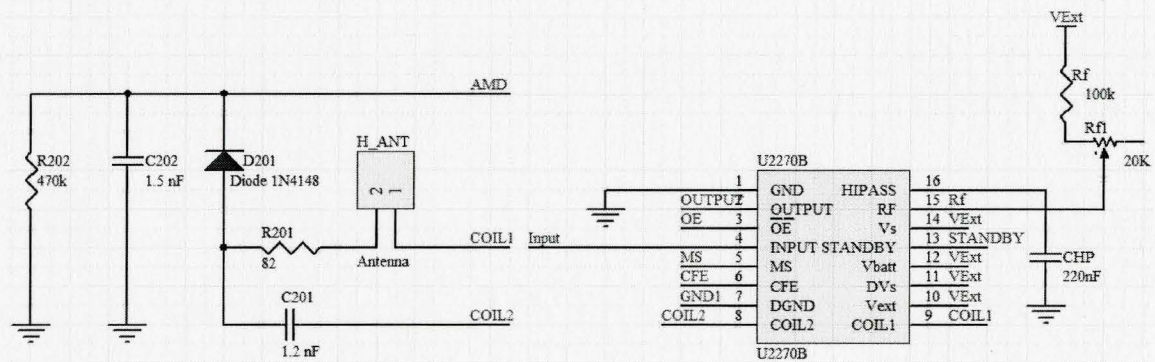 VExt
Rf
100k
Rf1
20K
AMD
R202
470k
C202
1.5 nF
D201
Diode 1N4148
H_ANT
2 1
R201
82
Antenna
COIL1
C201
1.2 nF
COIL2
Input
U2270B
1 GND HIPASS 16
OUTPUT 2 OUTPUT RF 15 Rf
OE 3 OE Vs 14 VExt
4 INPUT STANDBY 13 STANDBY
MS 5 MS Vbatt 12 VExt
CFE 6 CFE DVs 11 VExt
GND1 7 DGND Vext 10 VExt
COIL2 8 COIL2 COIL1 9 COIL1
U2270B
CHP
220nF